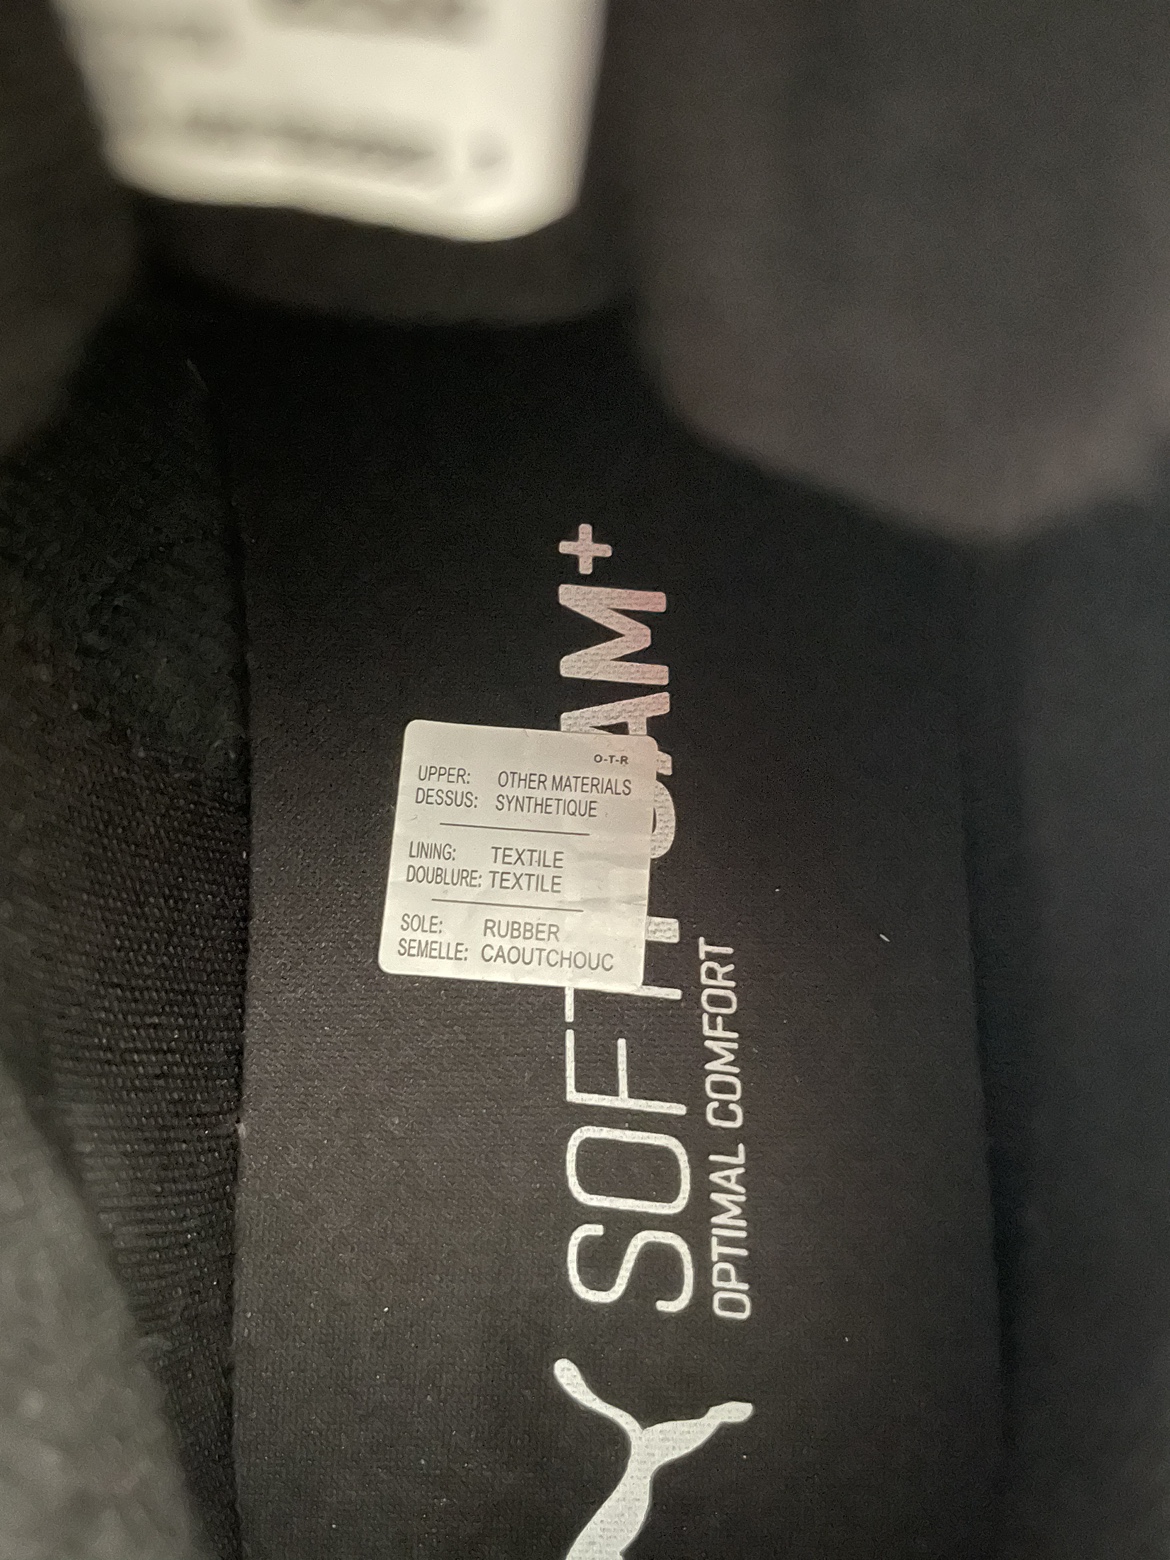 O-T-R
UPPER: OTHER MATERIALS
DESSUS: SYNTHETIQUE
LINING: TEXTILE
DOUBLURE: TEXTILE
SOLE: RUBBER
SEMELLE: CAOUTCHOUC
SOFT
OPTIMAL COMFORT